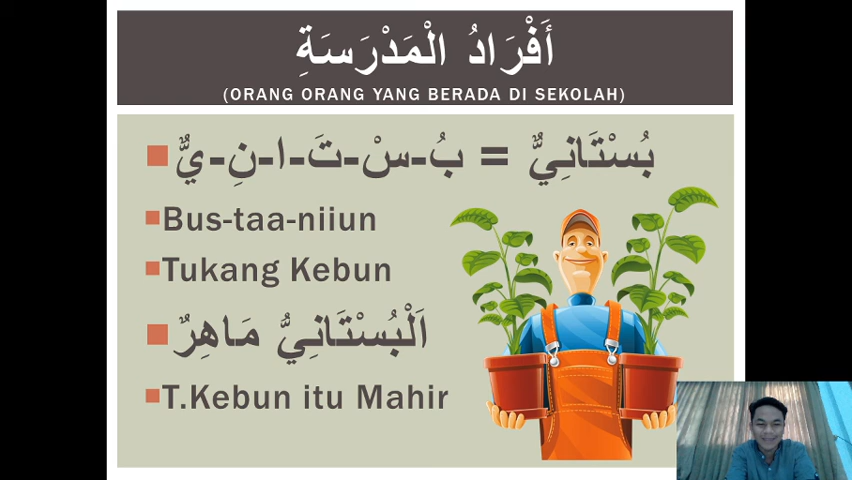 أَفْرَادُ الْمَدْرَسَةِ
(ORANG ORANG YANG BERADA DI SEKOLAH)
بُسْتَانِيٌّ = بُ-سْ-تَ-ا-نِ-يٌّ
Bus-taa-niiun
Tukang Kebun
اَلْبُسْتَانِيُّ مَاهِرٌ
T.Kebun itu Mahir